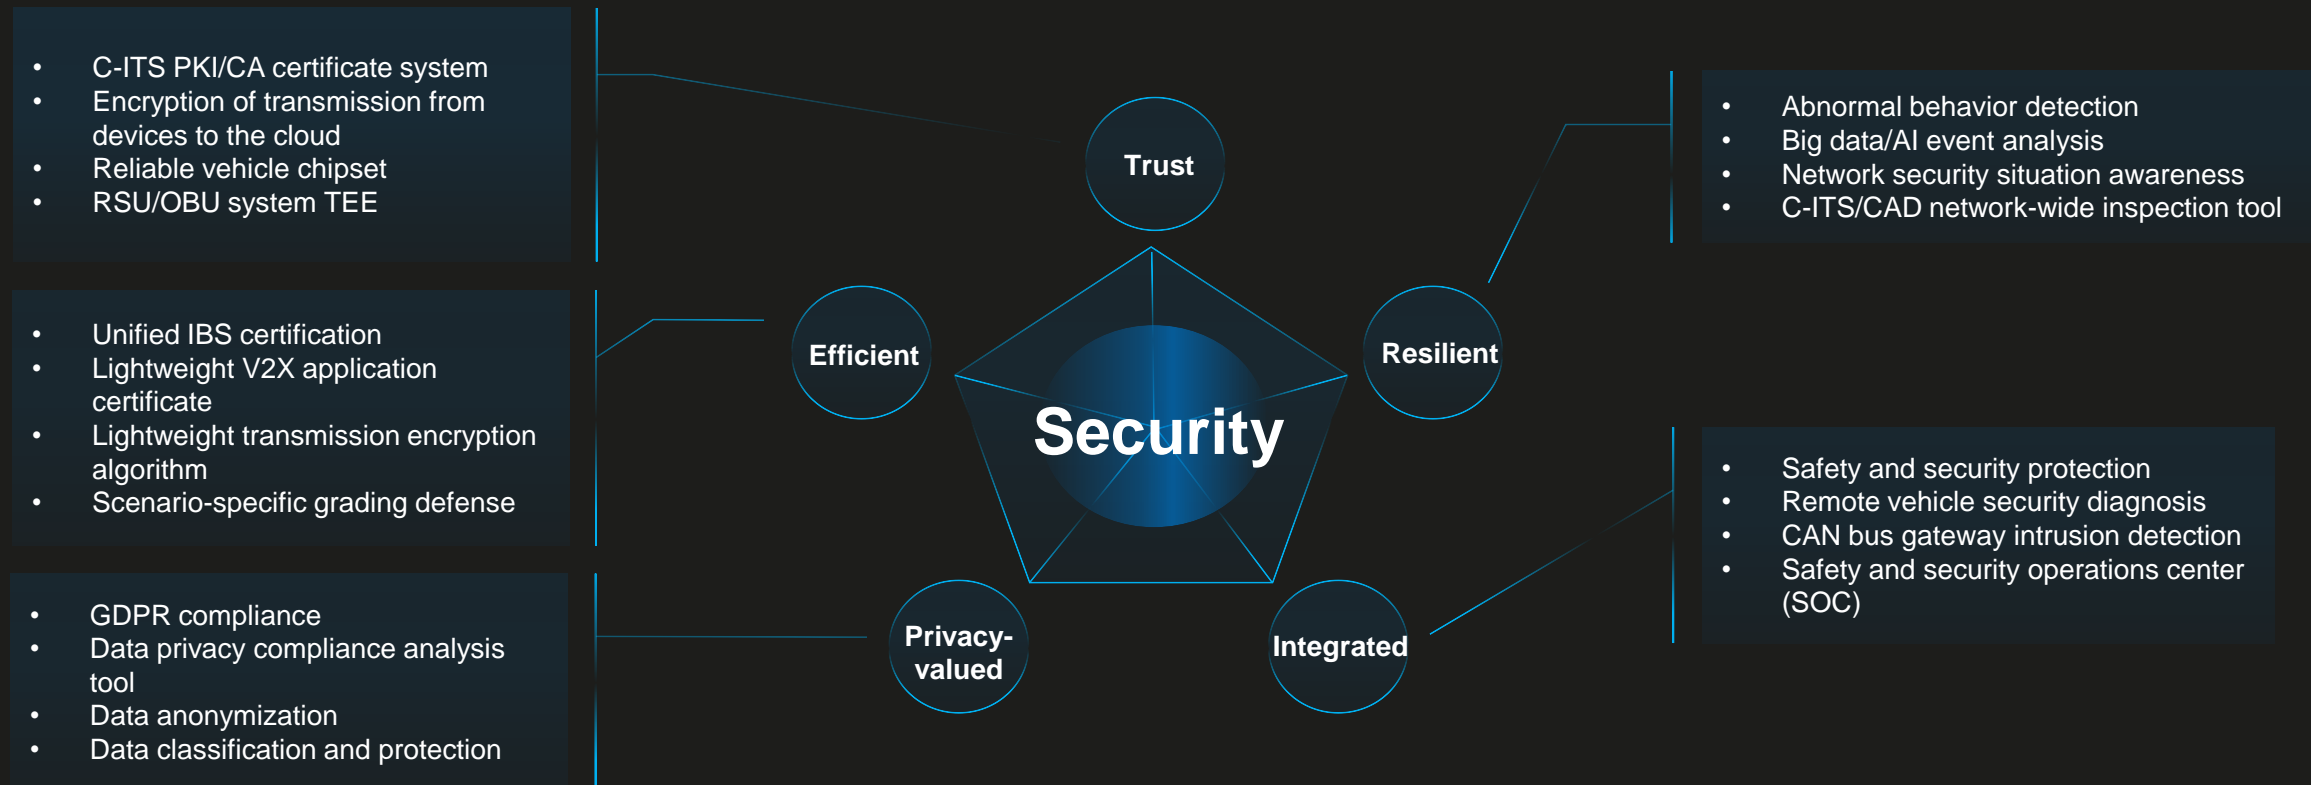 • C-ITS PKI/CA certificate system
• Encryption of transmission from
devices to the cloud
• Reliable vehicle chipset
• RSU/OBU system TEE
• Unified IBS certification
• Lightweight V2X application
certificate
• Lightweight transmission encryption
algorithm
• Scenario-specific grading defense
• GDPR compliance
• Data privacy compliance analysis
tool
• Data anonymization
• Data classification and protection
Trust
Efficient
Resilient
Security
Privacy-
valued
Integrated
• Abnormal behavior detection
• Big data/AI event analysis
• Network security situation awareness
• C-ITS/CAD network-wide inspection tool
• Safety and security protection
• Remote vehicle security diagnosis
• CAN bus gateway intrusion detection
• Safety and security operations center
(SOC)